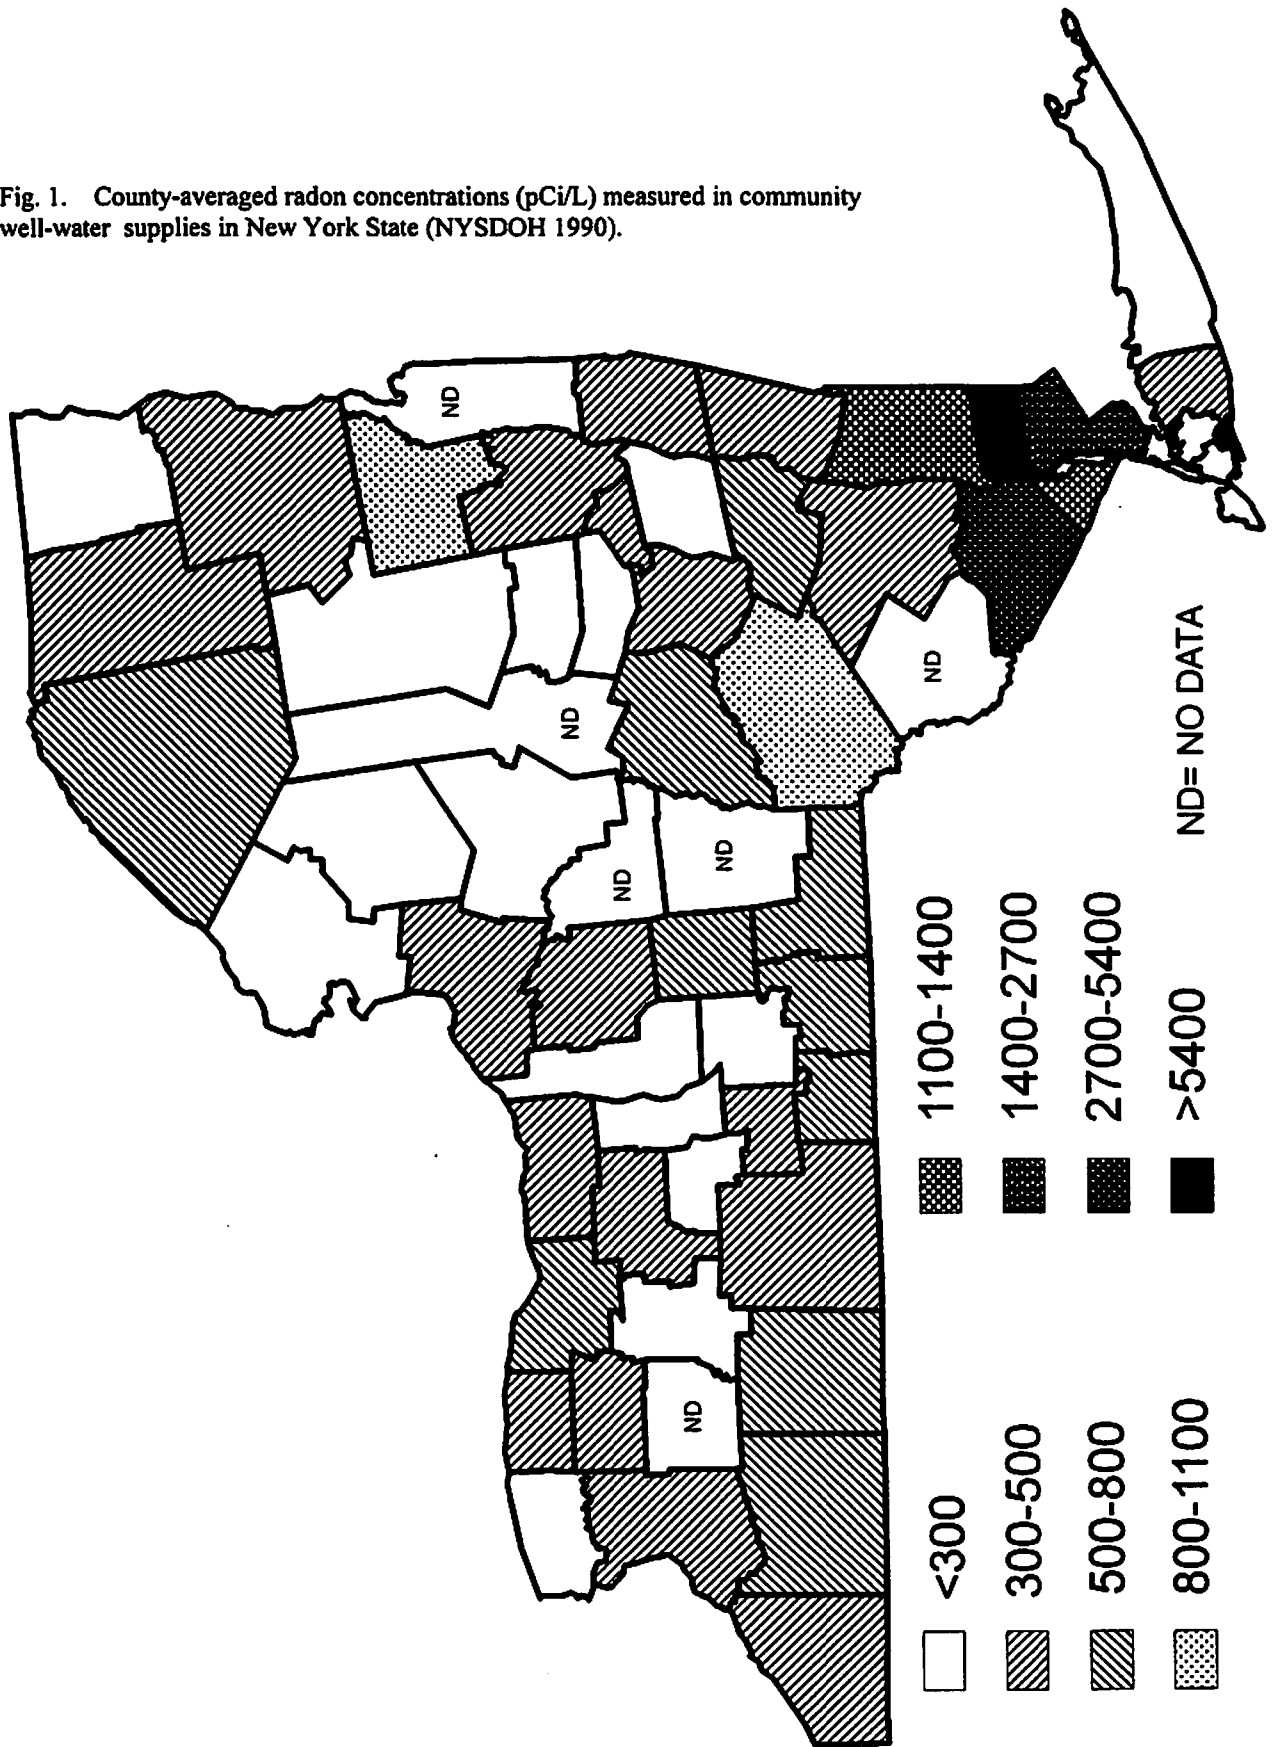 Fig. 1. County-averaged radon concentrations (pCi/L) measured in community
well-water supplies in New York State (NYSDOH 1990).
ND
ND
ND
ND
ND
ND
<300
300-500
500-800
800-1100
1100-1400
1400-2700
2700-5400
>5400
ND= NO DATA